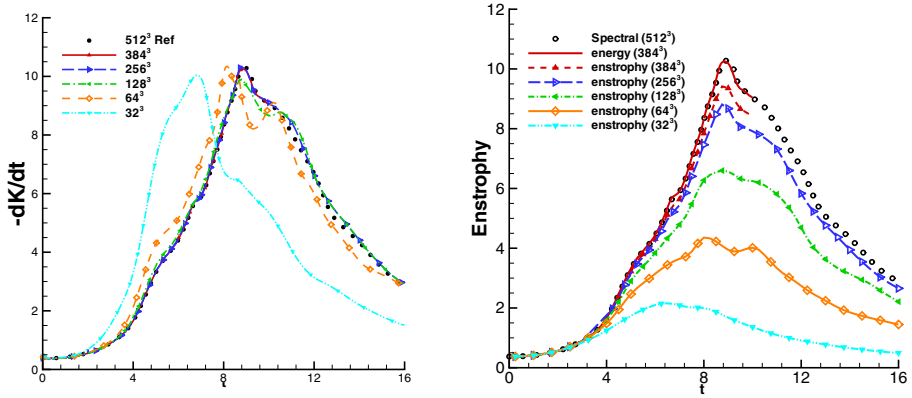 -dK/dt
12
10
8
6
4
2
0
0
4
8
12
16
t
512³ Ref
384³
256³
128³
64³
32³
Enstrophy
10
8
6
4
2
0
0
4
8
12
16
t
Spectral (512³)
energy (384³)
enstrophy (384³)
enstrophy (256³)
enstrophy (128³)
enstrophy (64³)
enstrophy (32³)